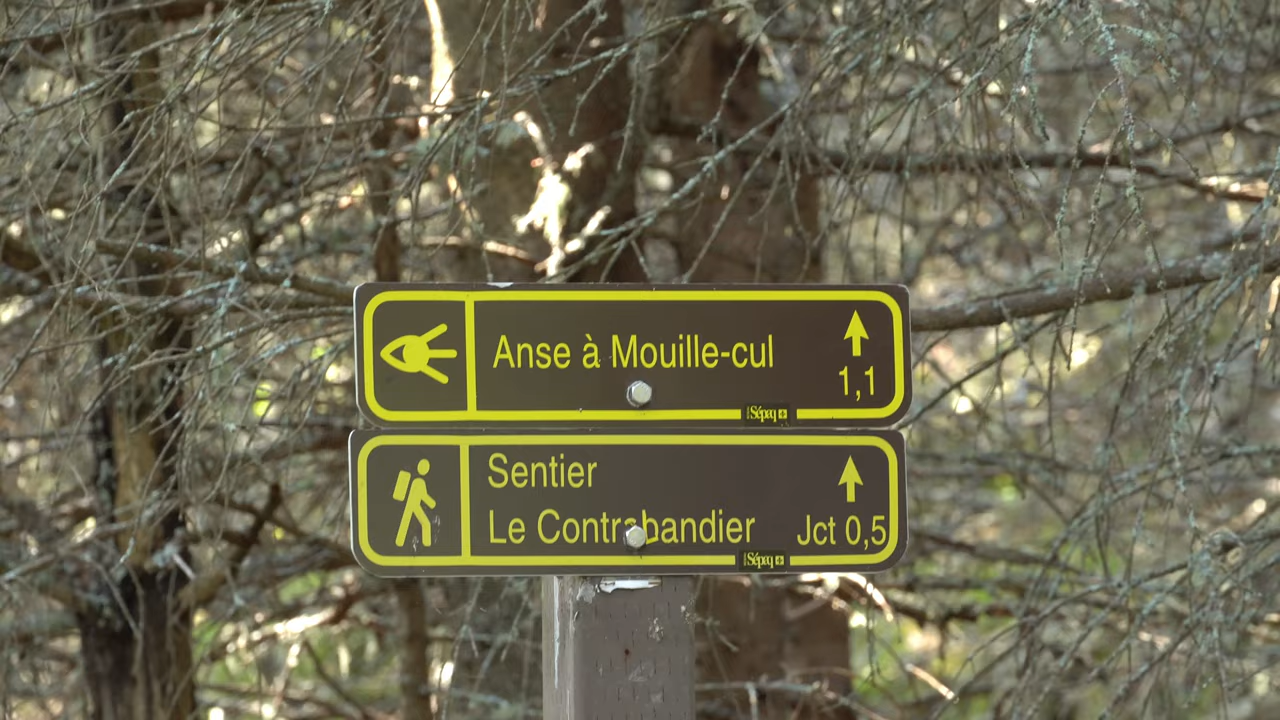 Anse à Mouille-cul
1,1
Sépaq
Sentier
Le Contrebandier
Jct 0,5
Sépaq